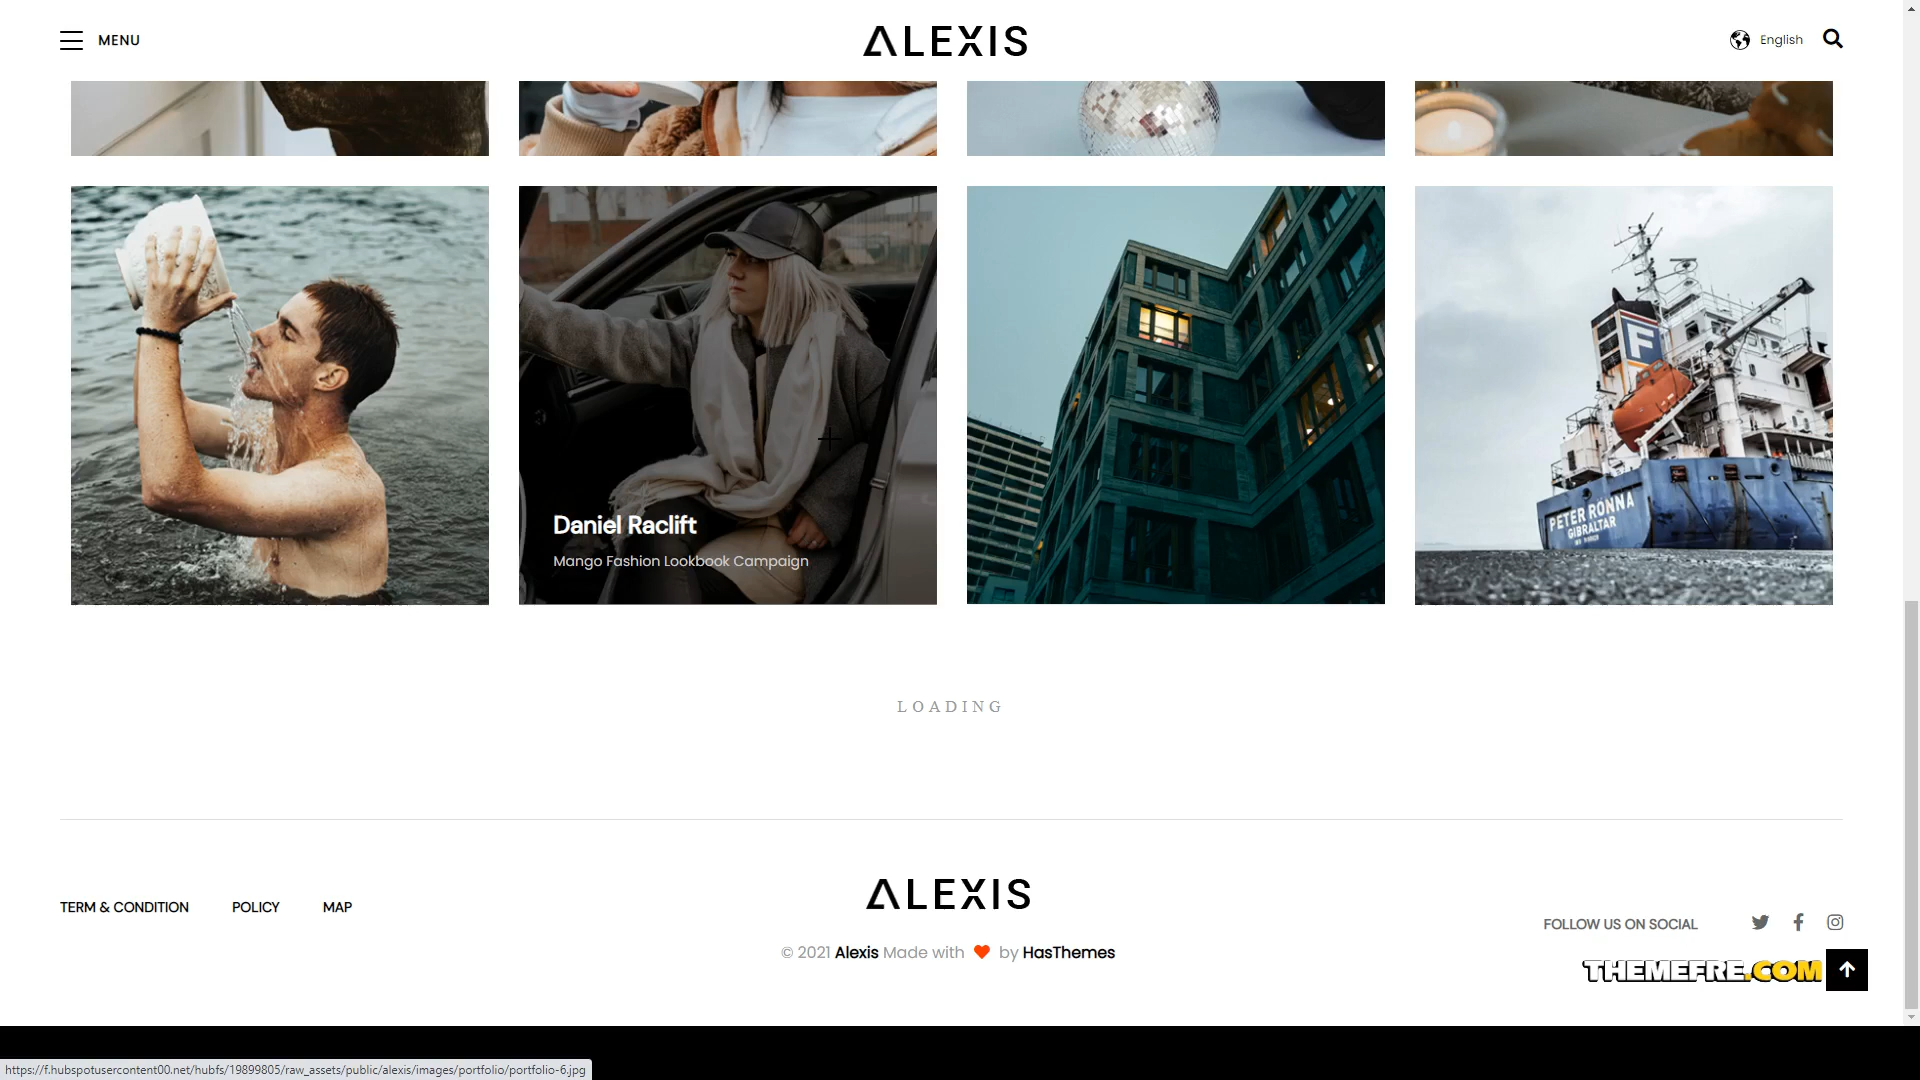 MENU
ALEXIS
English
F
PETER RÖNNA
GIBRALTAR
Daniel Raclift
Mango Fashion Lookbook Campaign
LOADING
TERM & CONDITION
POLICY
MAP
ALEXIS
© 2021 Alexis Made with by HasThemes
FOLLOW US ON SOCIAL
THEMEFRE.COM
https://f.hubspotusercontent00.net/hubfs/19899805/raw_assets/public/alexis/images/portfolio/portfolio-6.jpg